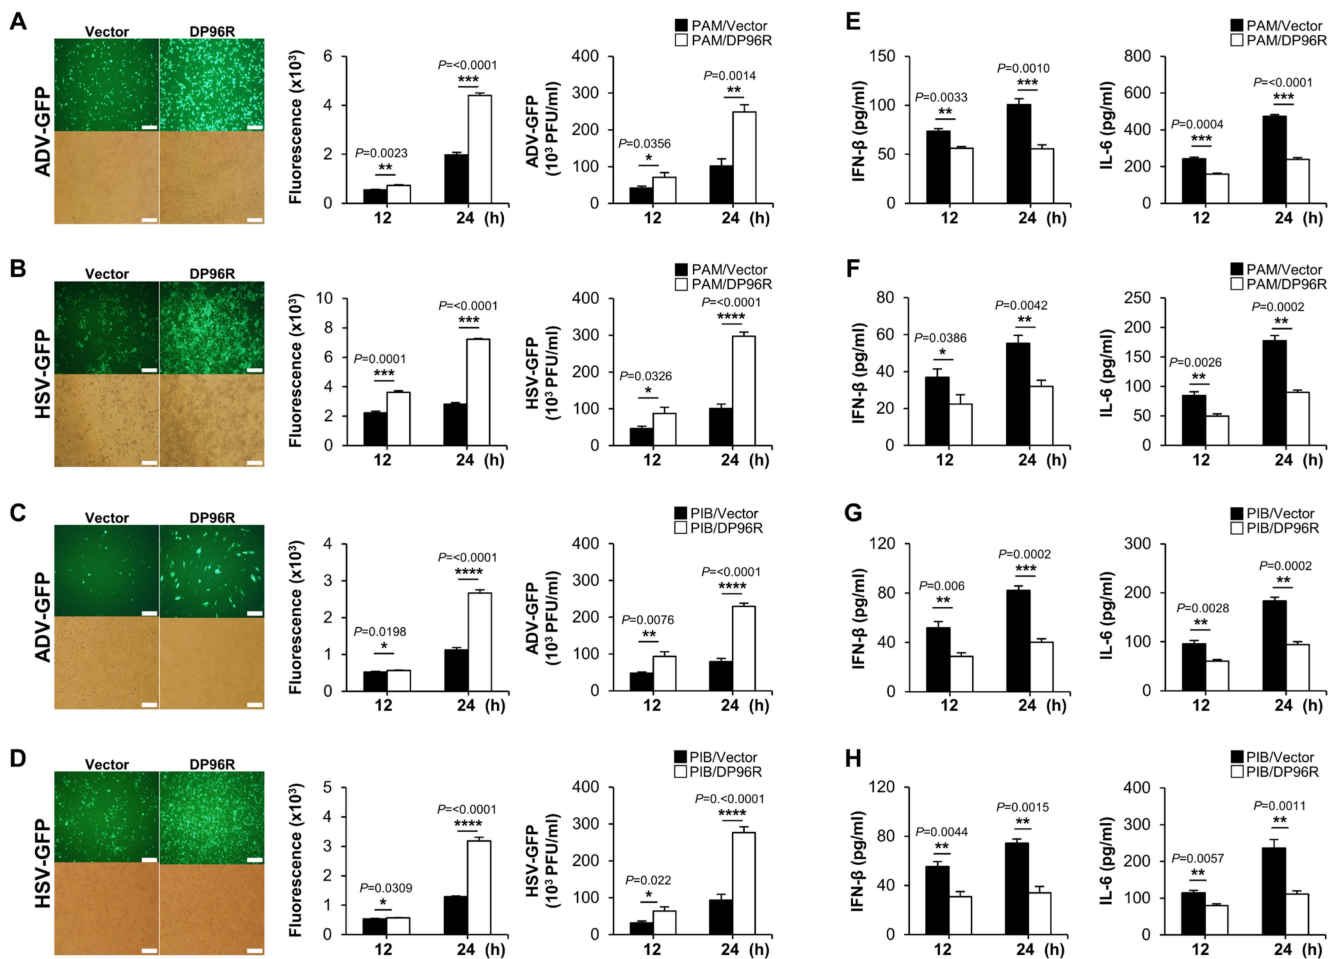 A
Vector DP96R
ADV-GFP
Fluorescence (x10³)
6
4
2
0
P=0.0023
**
P=<0.0001
***
12 24 (h)
PAM/Vector
PAM/DP96R
ADV-GFP
(10³ PFU/ml)
400
300
200
100
0
P=0.0356
*
P=0.0014
**
12 24 (h)
E
PAM/Vector
PAM/DP96R
IFN-β (pg/ml)
150
100
50
0
P=0.0033
**
P=0.0010
***
12 24 (h)
IL-6 (pg/ml)
800
600
400
200
0
P=0.0004
***
P=<0.0001
***
12 24 (h)
B
Vector DP96R
HSV-GFP
Fluorescence (x10³)
10
8
6
4
2
0
P=0.0001
***
P=<0.0001
***
12 24 (h)
PAM/Vector
PAM/DP96R
HSV-GFP
(10³ PFU/ml)
400
300
200
100
0
P=0.0326
*
P=<0.0001
****
12 24 (h)
F
PAM/Vector
PAM/DP96R
IFN-β (pg/ml)
80
60
40
20
0
P=0.0386
*
P=0.0042
**
12 24 (h)
IL-6 (pg/ml)
250
200
150
100
50
0
P=0.0026
**
P=0.0002
**
12 24 (h)
C
Vector DP96R
ADV-GFP
Fluorescence (x10³)
4
3
2
1
0
P=0.0198
*
P=<0.0001
****
12 24 (h)
PIB/Vector
PIB/DP96R
ADV-GFP
(10³ PFU/ml)
400
300
200
100
0
P=0.0076
**
P=<0.0001
****
12 24 (h)
G
PIB/Vector
PIB/DP96R
IFN-β (pg/ml)
120
80
40
0
P=0.006
**
P=0.0002
***
12 24 (h)
IL-6 (pg/ml)
300
200
100
0
P=0.0028
**
P=0.0002
**
12 24 (h)
D
Vector DP96R
HSV-GFP
Fluorescence (x10³)
5
4
3
2
1
0
P=0.0309
*
P=<0.0001
****
12 24 (h)
PIB/Vector
PIB/DP96R
HSV-GFP
(10³ PFU/ml)
400
300
200
100
0
P=0.022
*
P=0.<0.0001
****
12 24 (h)
H
PIB/Vector
PIB/DP96R
IFN-β (pg/ml)
120
80
40
0
P=0.0044
**
P=0.0015
**
12 24 (h)
IL-6 (pg/ml)
400
300
200
100
0
P=0.0057
**
P=0.0011
**
12 24 (h)